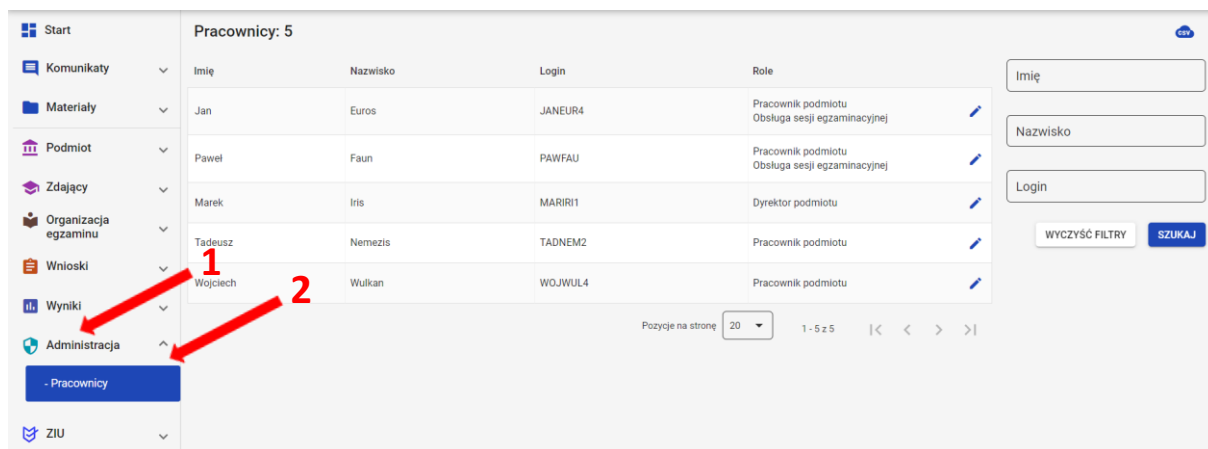 Start
Komunikaty
Materiały
Podmiot
Zdający
Organizacja
egzaminu
Wnioski
Wyniki
Administracja
- Pracownicy
ZIU
1
2
Pracownicy: 5
csv
Imię Nazwisko Login Role
Jan Euros JANEUR4 Pracownik podmiotu
Obsługa sesji egzaminacyjnej
Paweł Faun PAWFAU Pracownik podmiotu
Obsługa sesji egzaminacyjnej
Marek Iris MARIRI1 Dyrektor podmiotu
Tadeusz Nemezis TADNEM2 Pracownik podmiotu
Wojciech Wulkan WOJWUL4 Pracownik podmiotu
Pozycje na stronę 20 1 - 5 z 5
Imię
Nazwisko
Login
WYCZYŚĆ FILTRY SZUKAJ